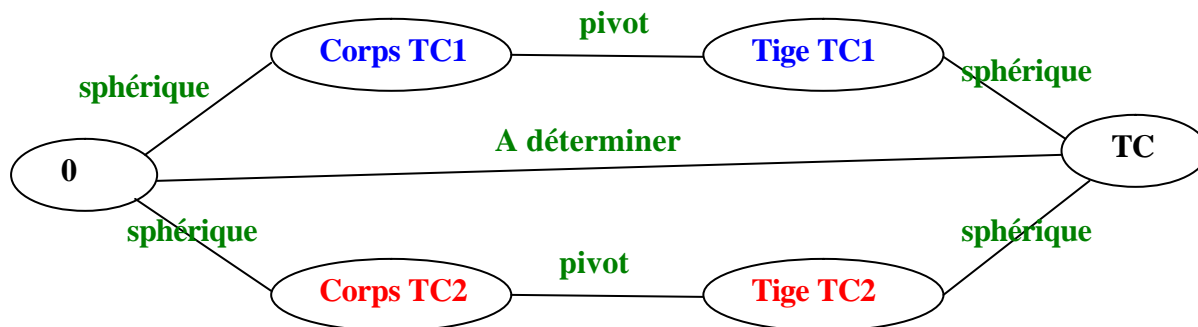 pivot
Corps TC1
Tige TC1
sphérique
sphérique
A déterminer
TC
0
sphérique
sphérique
pivot
Corps TC2
Tige TC2